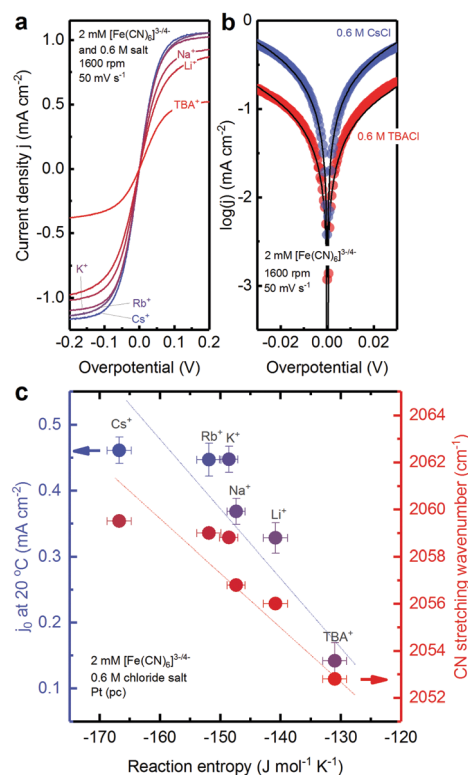 a
b
2 mM [Fe(CN)6]3-/4-
and 0.6 M salt
1600 rpm
50 mV s-1
Na+
Li+
TBA+
K+
Rb+
Cs+
1.0
0.5
0.0
-0.5
-1.0
-0.2 -0.1 0.0 0.1 0.2
Overpotential (V)
Current density j (mA cm-2)
0.6 M CsCl
0.6 M TBACl
2 mM [Fe(CN)6]3-/4-
1600 rpm
50 mV s-1
0
-1
-2
-3
-0.02 0.00 0.02
Overpotential (V)
log(j) (mA cm-2)
c
Cs+
Rb+ K+
Na+
Li+
TBA+
2 mM [Fe(CN)6]3-/4-
0.6 M chloride salt
Pt (pc)
0.5
0.4
0.3
0.2
0.1
j0 at 20 ºC (mA cm-2)
2064
2062
2060
2058
2056
2054
2052
CN stretching wavenumber (cm-1)
-170 -160 -150 -140 -130 -120
Reaction entropy (J mol-1 K-1)